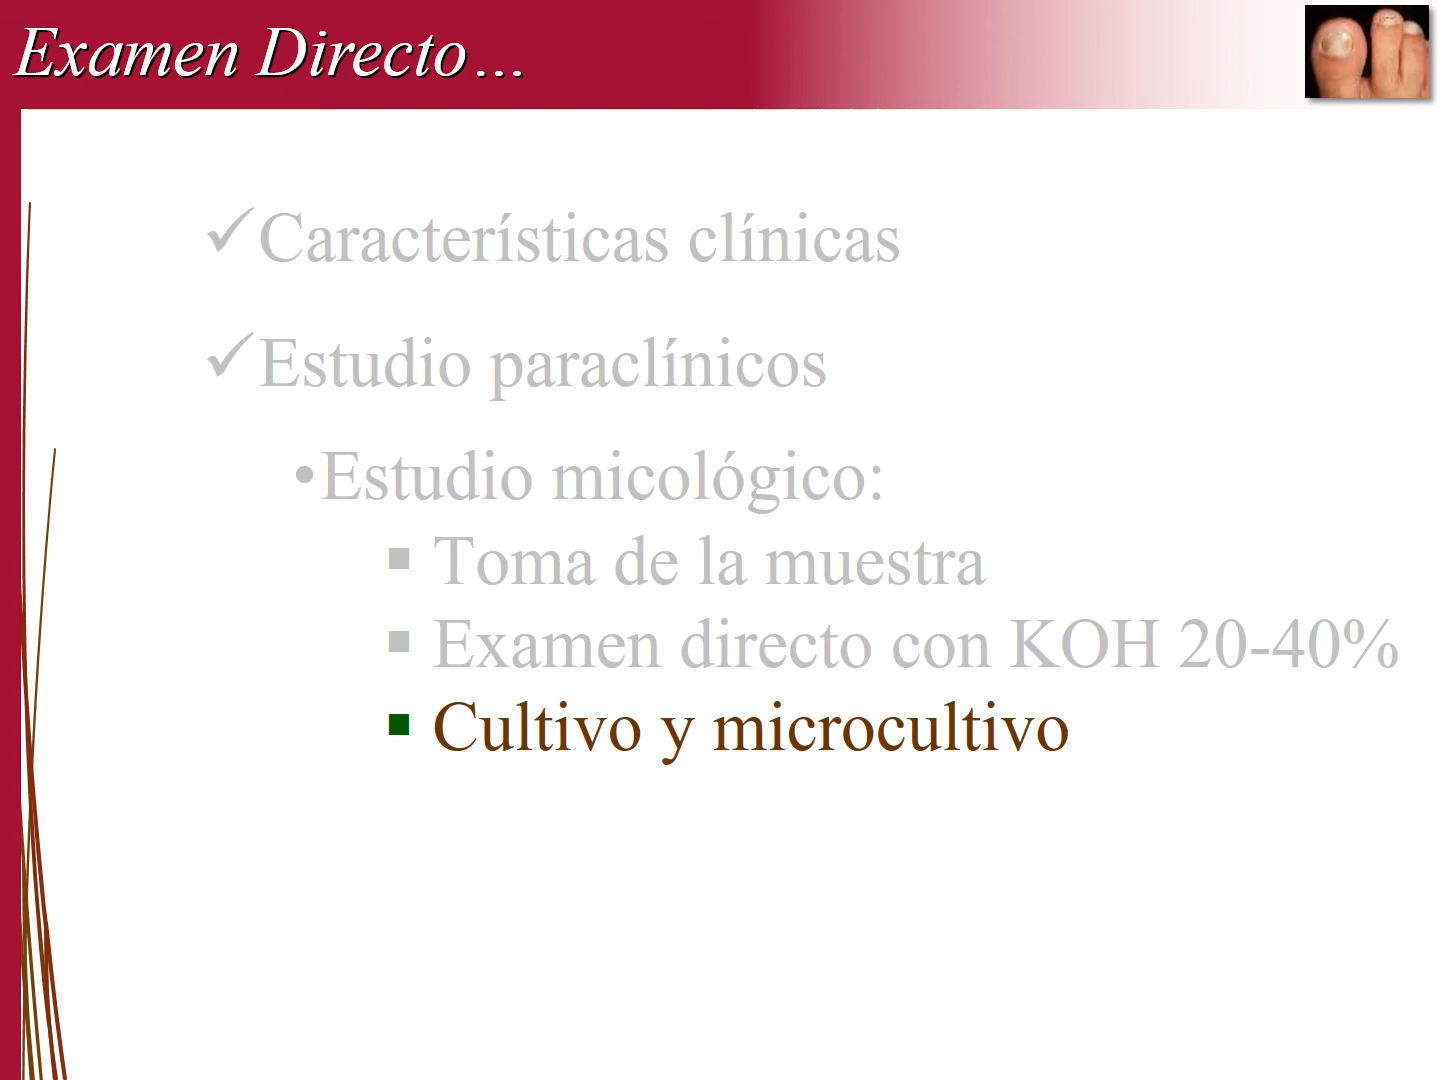 Examen Directo…
✓Características clínicas
✓Estudio paraclínicos
•Estudio micológico:
▪ Toma de la muestra
▪ Examen directo con KOH 20-40%
▪ Cultivo y microcultivo